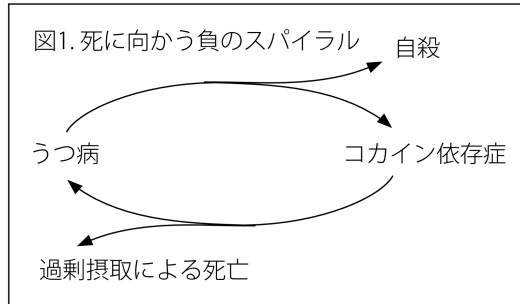 図1. 死に向かう負のスパイラル
自殺
うつ病
コカイン依存症
過剰摂取による死亡